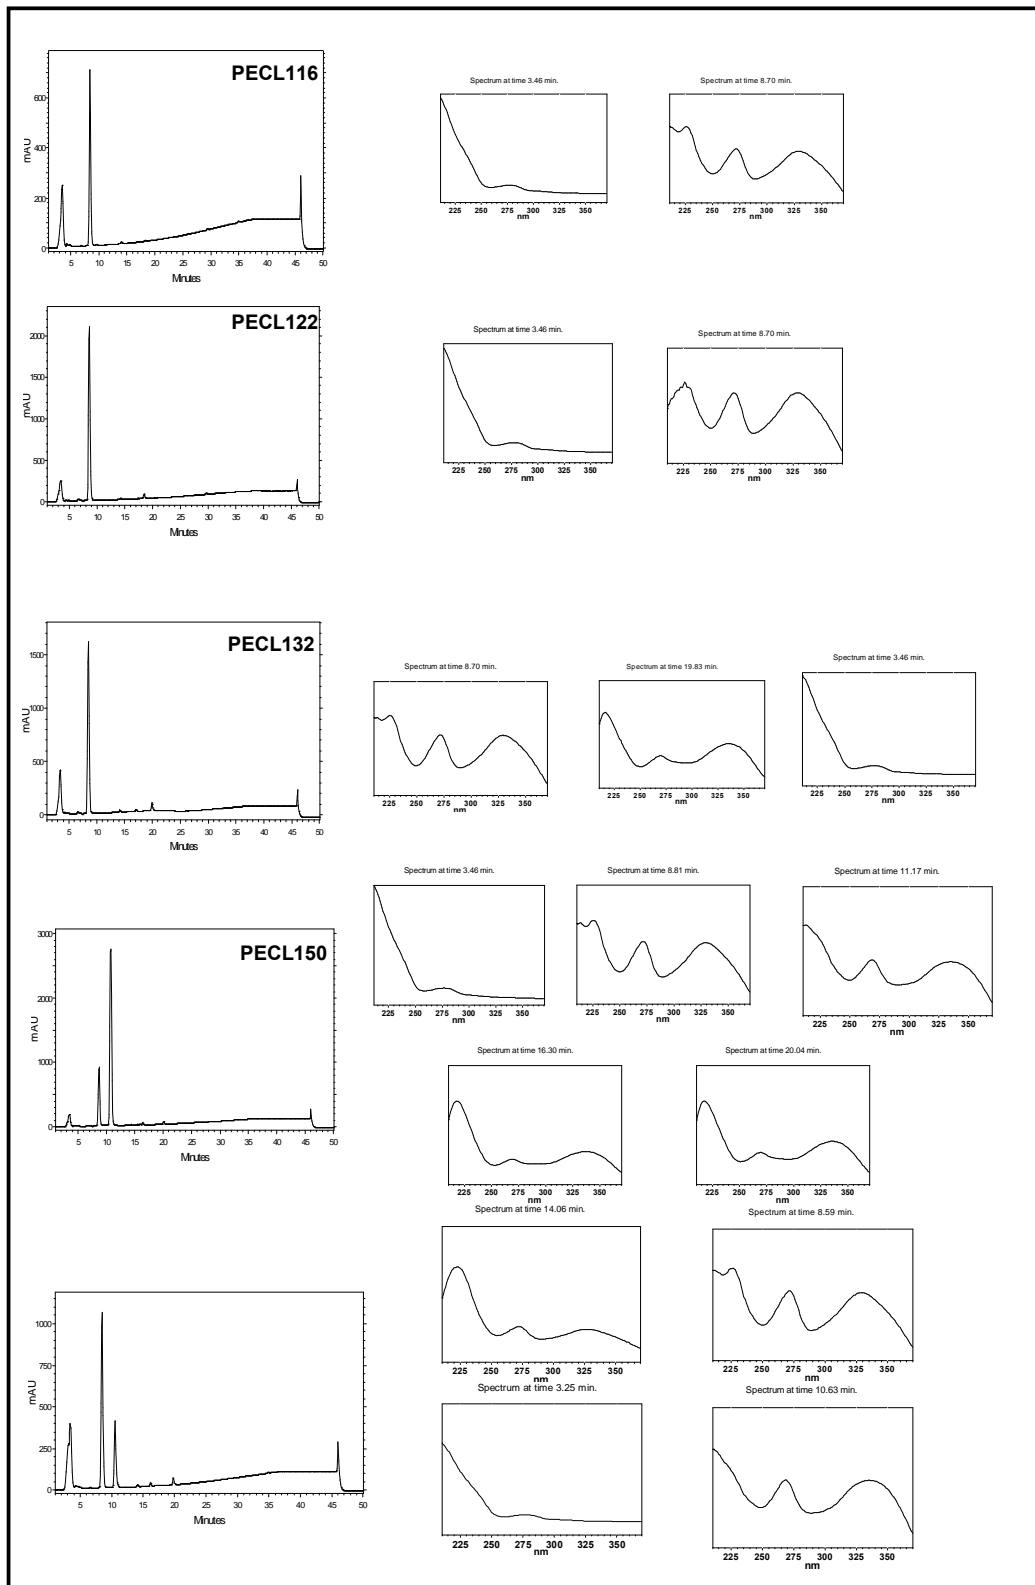 PECL116
mAU
600
400
200
0
5 10 15 20 25 30 35 40 45 50
Minutes
Spectrum at time 3.46 min.
225 250 275 300 325 350
nm
Spectrum at time 8.70 min.
225 250 275 300 325 350
nm
PECL122
mAU
2000
1500
1000
500
0
5 10 15 20 25 30 35 40 45 50
Minutes
Spectrum at time 3.46 min.
225 250 275 300 325 350
nm
Spectrum at time 8.70 min.
225 250 275 300 325 350
nm
PECL132
mAU
1500
1000
500
0
5 10 15 20 25 30 35 40 45 50
Minutes
Spectrum at time 8.70 min.
225 250 275 300 325 350
nm
Spectrum at time 19.83 min.
225 250 275 300 325 350
nm
Spectrum at time 3.46 min.
225 250 275 300 325 350
nm
PECL150
mAU
3000
2000
1000
0
5 10 15 20 25 30 35 40 45 50
Minutes
Spectrum at time 3.46 min.
225 250 275 300 325 350
nm
Spectrum at time 8.81 min.
225 250 275 300 325 350
nm
Spectrum at time 11.17 min.
225 250 275 300 325 350
nm
Spectrum at time 16.30 min.
225 250 275 300 325 350
nm
Spectrum at time 20.04 min.
225 250 275 300 325 350
nm
mAU
1000
750
500
250
0
5 10 15 20 25 30 35 40 45 50
Minutes
Spectrum at time 14.06 min.
225 250 275 300 325 350
nm
Spectrum at time 8.59 min.
225 250 275 300 325 350
nm
Spectrum at time 3.25 min.
225 250 275 300 325 350
nm
Spectrum at time 10.63 min.
225 250 275 300 325 350
nm